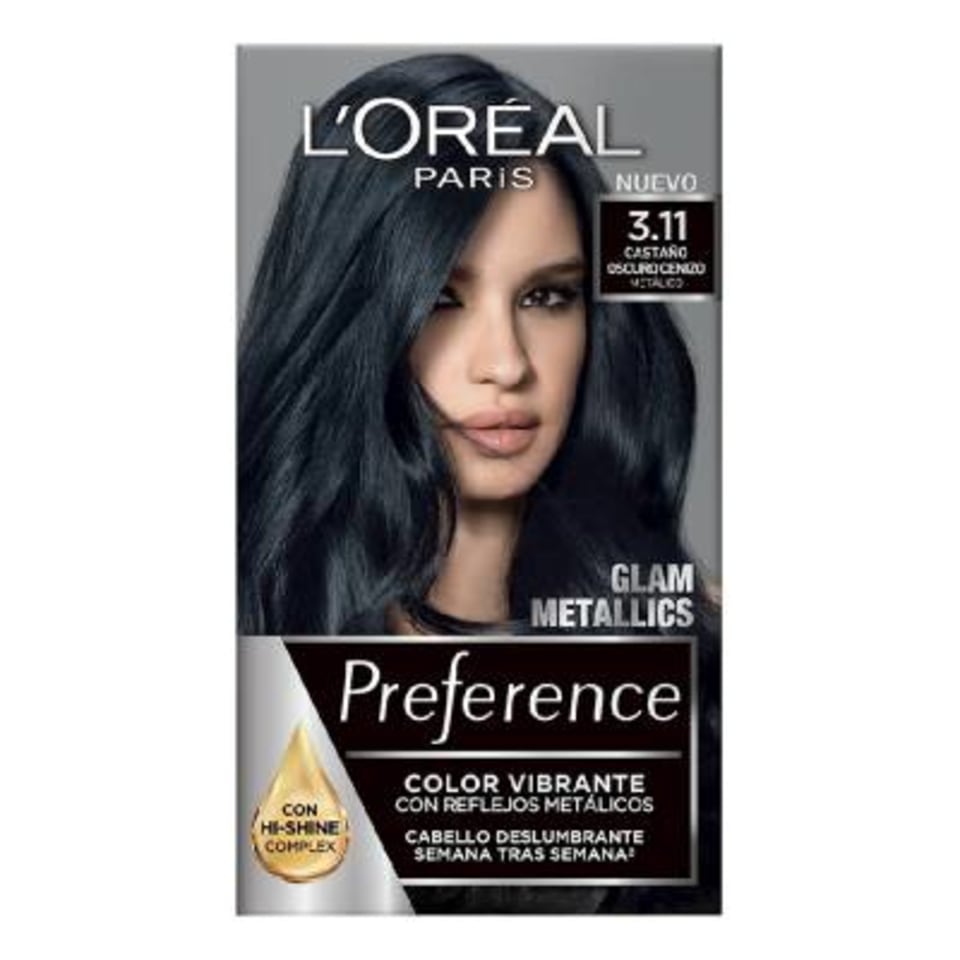 L'ORÉAL
PARiS
NUEVO
3.11
CASTAÑO
OSCURO CENIZO
METÁLICO
GLAM
METALLICS
Preference
COLOR VIBRANTE
CON REFLEJOS METÁLICOS
CABELLO DESLUMBRANTE
SEMANA TRAS SEMANA²
CON
HI-SHINE
COMPLEX